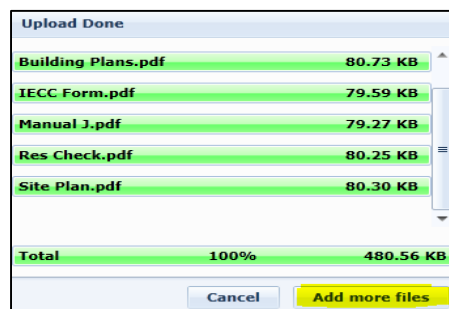 Upload Done
Building Plans.pdf 80.73 KB
IECC Form.pdf 79.59 KB
Manual J.pdf 79.27 KB
Res Check.pdf 80.25 KB
Site Plan.pdf 80.30 KB
Total 100% 480.56 KB
Cancel Add more files